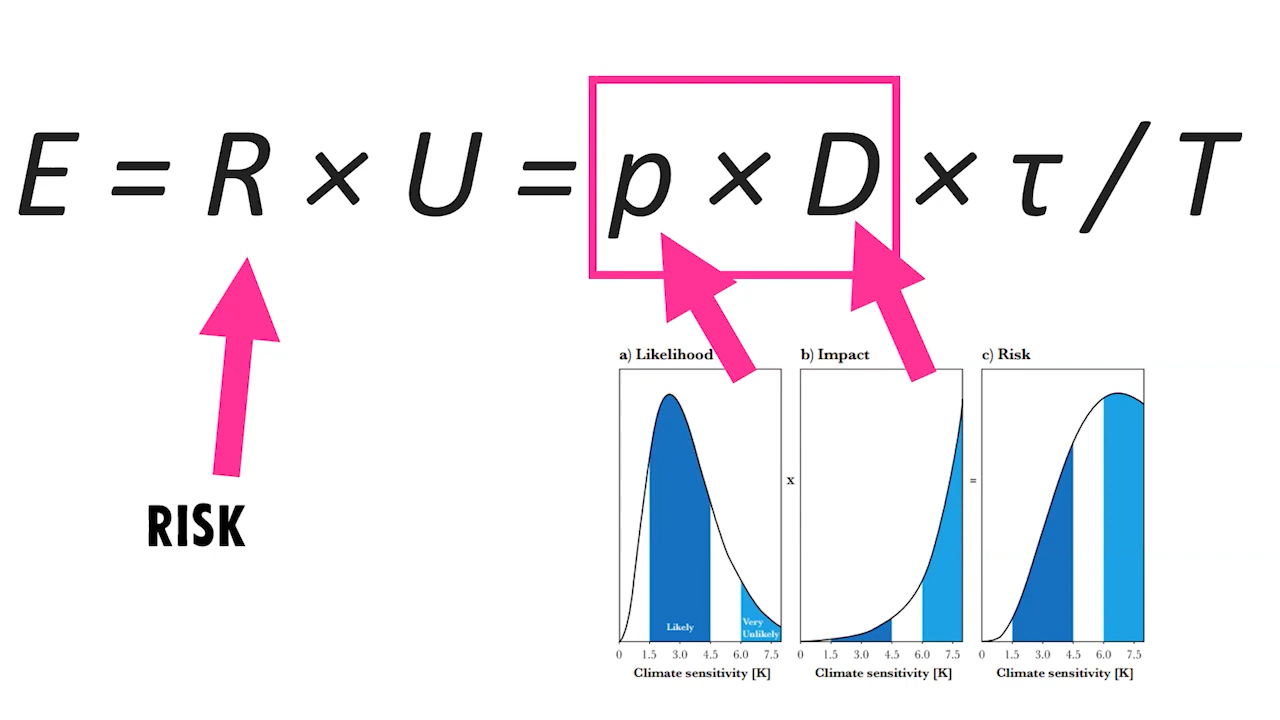 E = R × U = p × D × τ / T
RISK
a) Likelihood
b) Impact
c) Risk
x
=
Likely
Very
Unlikely
0 1.5 3.0 4.5 6.0 7.5
0 1.5 3.0 4.5 6.0 7.5
0 1.5 3.0 4.5 6.0 7.5
Climate sensitivity [K]
Climate sensitivity [K]
Climate sensitivity [K]